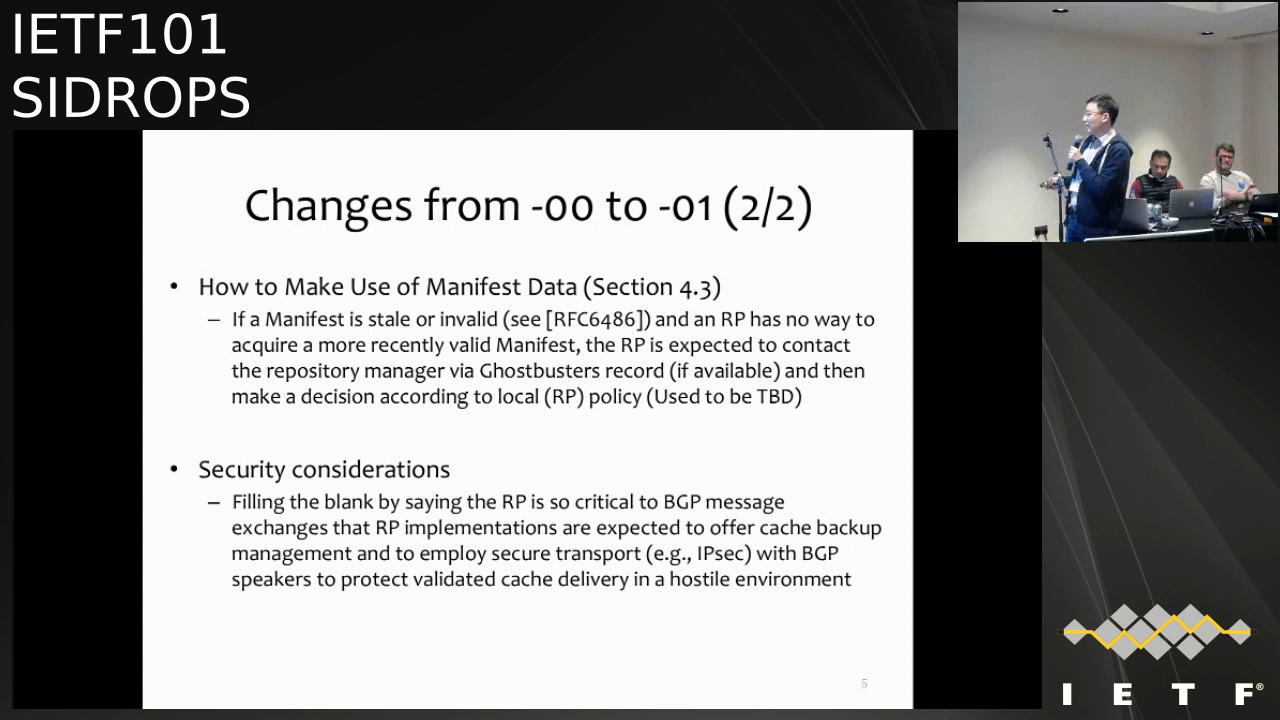 IETF101
SIDROPS
Changes from -00 to -01 (2/2)
• How to Make Use of Manifest Data (Section 4.3)
– If a Manifest is stale or invalid (see [RFC6486]) and an RP has no way to
acquire a more recently valid Manifest, the RP is expected to contact
the repository manager via Ghostbusters record (if available) and then
make a decision according to local (RP) policy (Used to be TBD)
• Security considerations
– Filling the blank by saying the RP is so critical to BGP message
exchanges that RP implementations are expected to offer cache backup
management and to employ secure transport (e.g., IPsec) with BGP
speakers to protect validated cache delivery in a hostile environment
5
I E T F®